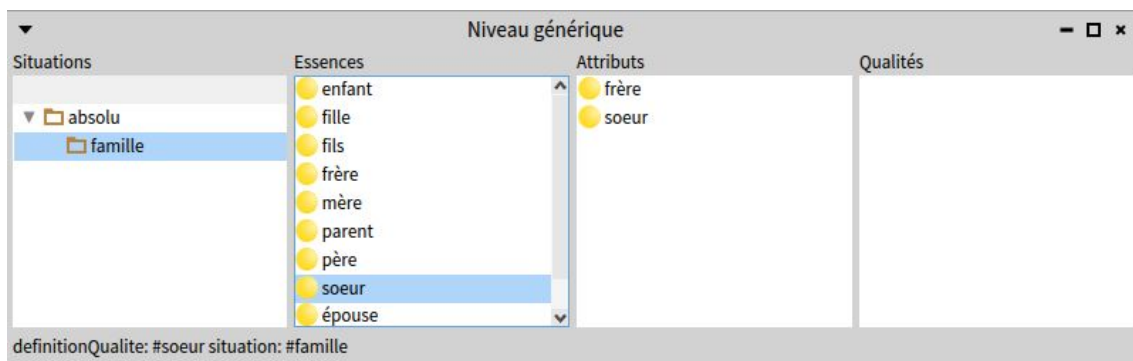 Niveau générique
Situations
Essences
Attributs
Qualités
absolu
famille
enfant
fille
fils
frère
mère
parent
père
soeur
épouse
frère
soeur
definitionQualite: #soeur situation: #famille